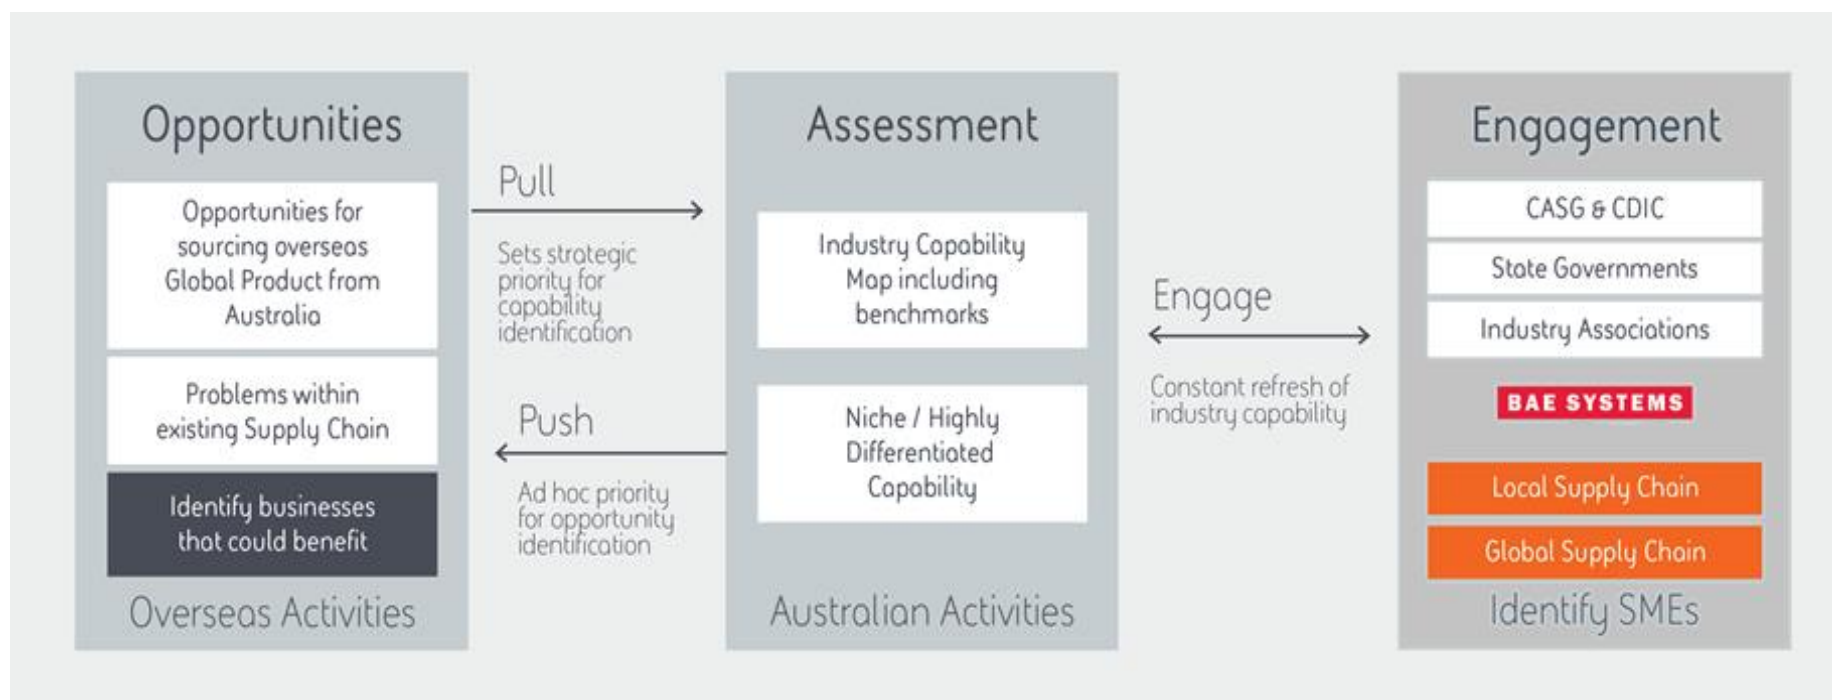 Opportunities
Opportunities for
sourcing overseas
Global Product from
Australia
Problems within
existing Supply Chain
Identify businesses
that could benefit
Overseas Activities
Pull
Sets strategic
priority for
capability
identification
Push
Ad hoc priority
for opportunity
identification
Assessment
Industry Capability
Map including
benchmarks
Niche / Highly
Differentiated
Capability
Australian Activities
Engage
Constant refresh of
industry capability
Engagement
CASG & CDIC
State Governments
Industry Associations
BAE SYSTEMS
Local Supply Chain
Global Supply Chain
Identify SMEs